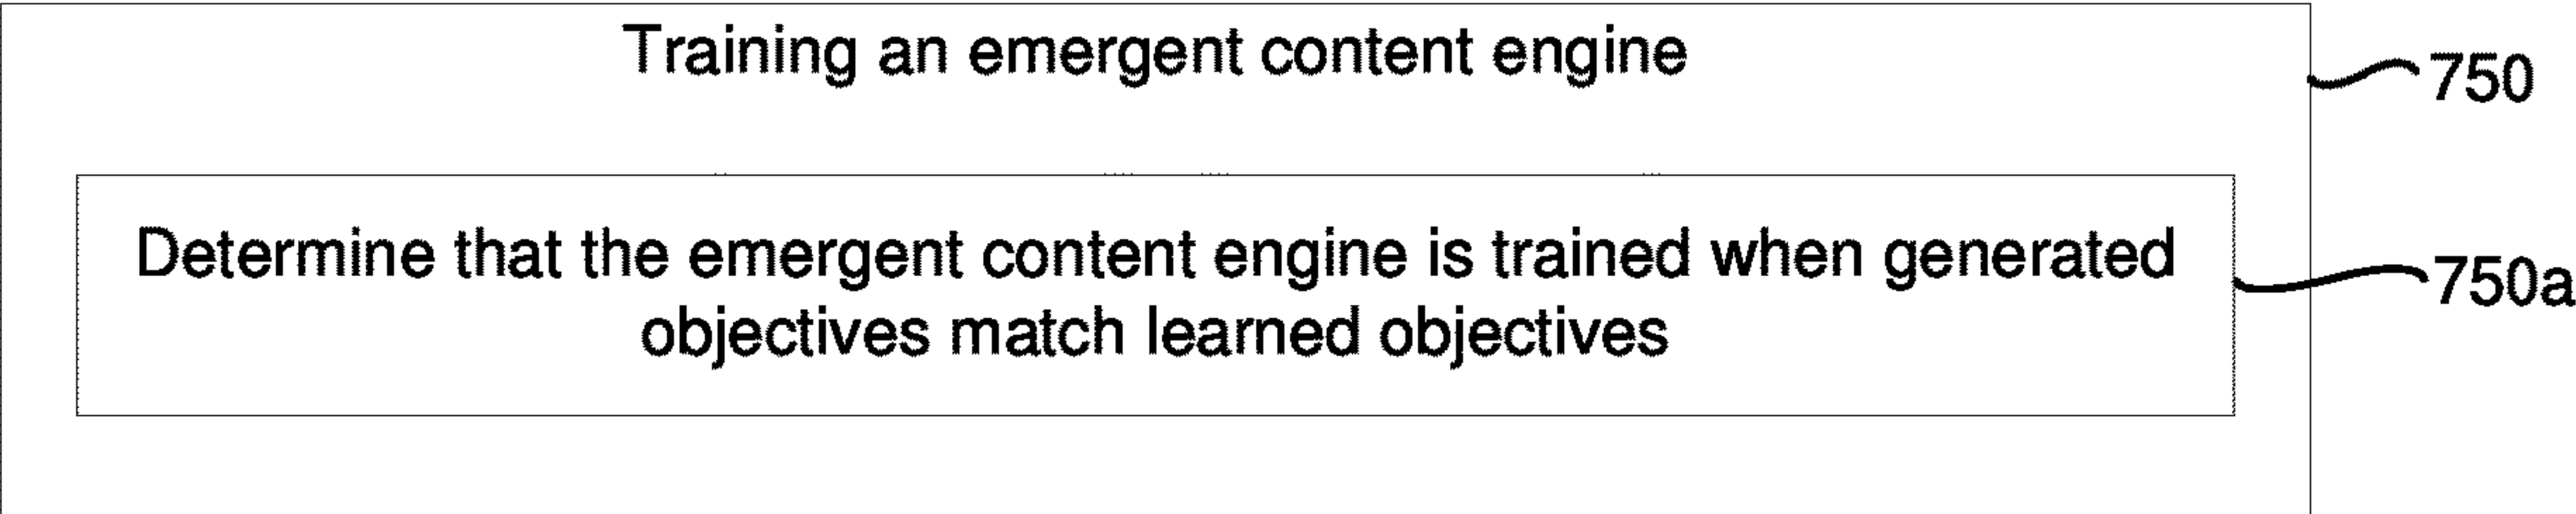 Training an emergent content engine
750
Determine that the emergent content engine is trained when generated
objectives match learned objectives
750a